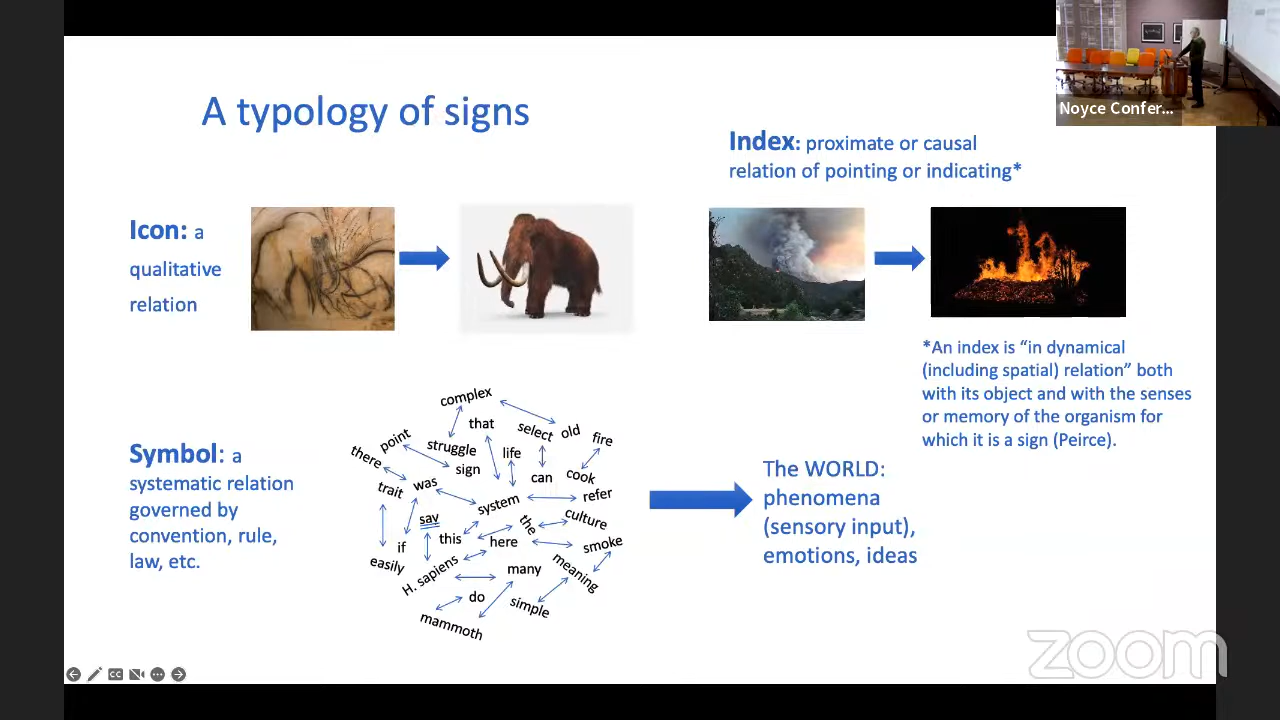 Noyce Confer...
A typology of signs
Index: proximate or causal
relation of pointing or indicating*
Icon: a
qualitative
relation
*An index is “in dynamical
(including spatial) relation” both
with its object and with the senses
or memory of the organism for
which it is a sign (Peirce).
Symbol: a
systematic relation
governed by
convention, rule,
law, etc.
complex
that
select
old
fire
point
struggle
life
there
sign
can
cook
trait
was
system
refer
say
the
culture
if
this
here
smoke
easily
H. sapiens
many
meaning
do
simple
mammoth
The WORLD:
phenomena
(sensory input),
emotions, ideas
CC
zoom